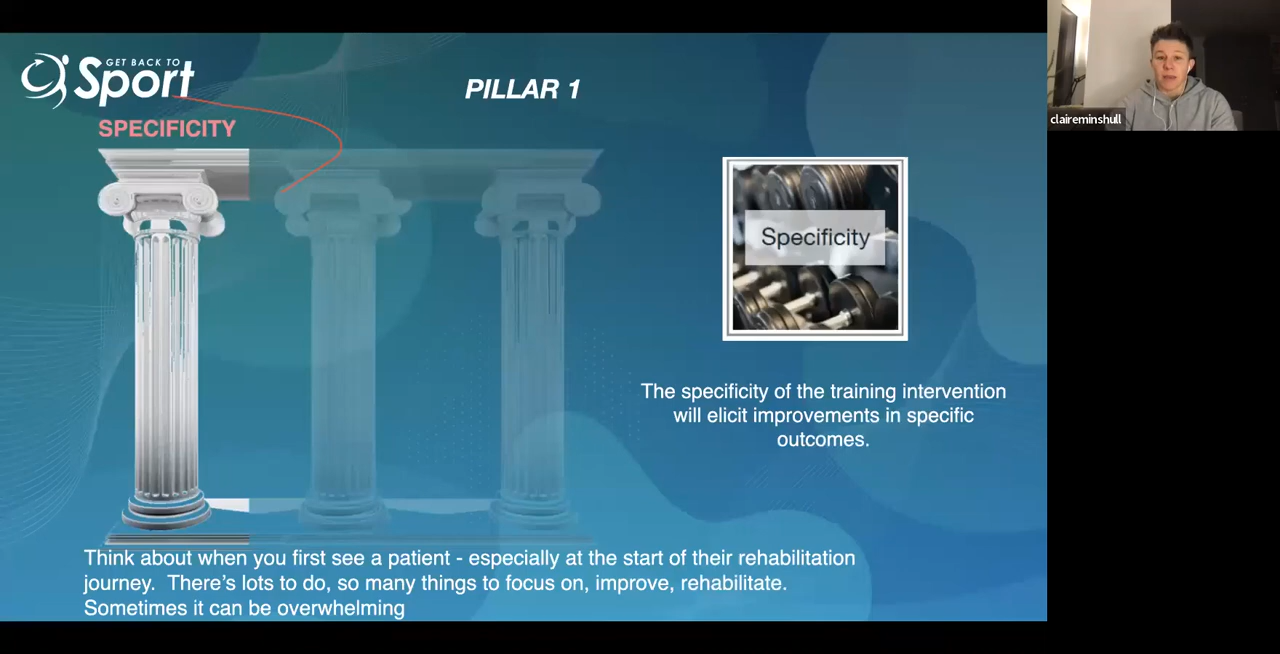 GET BACK TO
Sport
PILLAR 1
SPECIFICITY
Specificity
The specificity of the training intervention
will elicit improvements in specific
outcomes.
Think about when you first see a patient - especially at the start of their rehabilitation
journey.  There's lots to do, so many things to focus on, improve, rehabilitate.
Sometimes it can be overwhelming
claireminshull